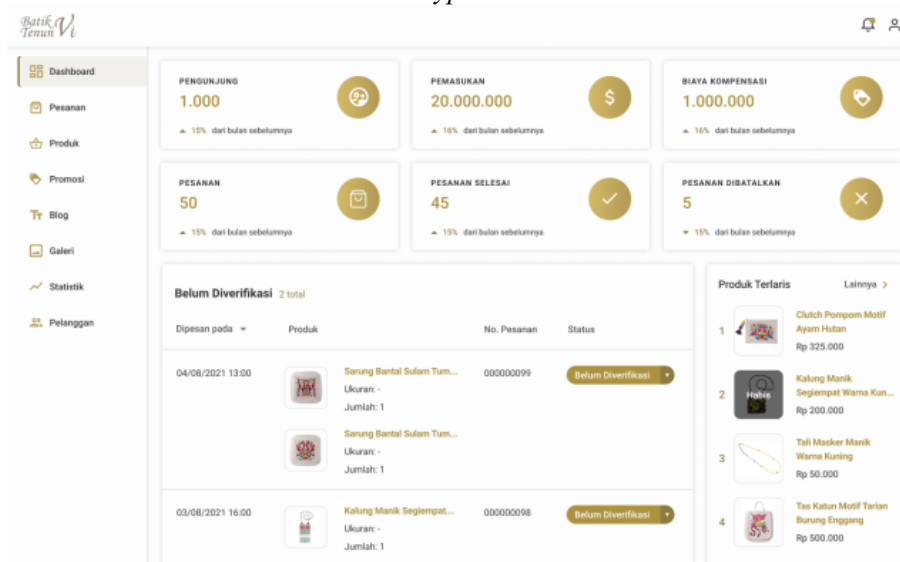 Batik
Tenun Vi
Dashboard
Pesanan
Produk
Promosi
Blog
Galeri
Statistik
Pelanggan
PENGUNJUNG
1.000
15% dari bulan sebelumnya
PEMASUKAN
20.000.000
16% dari bulan sebelumnya
BIAYA KOMPENSASI
1.000.000
16% dari bulan sebelumnya
PESANAN
50
15% dari bulan sebelumnya
PESANAN SELESAI
45
15% dari bulan sebelumnya
PESANAN DIBATALKAN
5
15% dari bulan sebelumnya
Belum Diverifikasi 2 total
Dipesan pada Produk No. Pesanan Status
04/08/2021 13:00
Sarung Bantal Sulam Tum...
Ukuran: -
Jumlah: 1
000000099
Belum Diverifikasi
Sarung Bantal Sulam Tum...
Ukuran: -
Jumlah: 1
03/08/2021 16:00
Kalung Manik Segiempat...
Ukuran: -
Jumlah: 1
000000098
Belum Diverifikasi
Produk Terlaris Lainnya
1
Clutch Pompom Motif
Ayam Hutan
Rp 325.000
2
Habis
Kalung Manik
Segiempat Warna Kun...
Rp 200.000
3
Tali Masker Manik
Warna Kuning
Rp 50.000
4
Tas Katun Motif Tarian
Burung Enggang
Rp 500.000